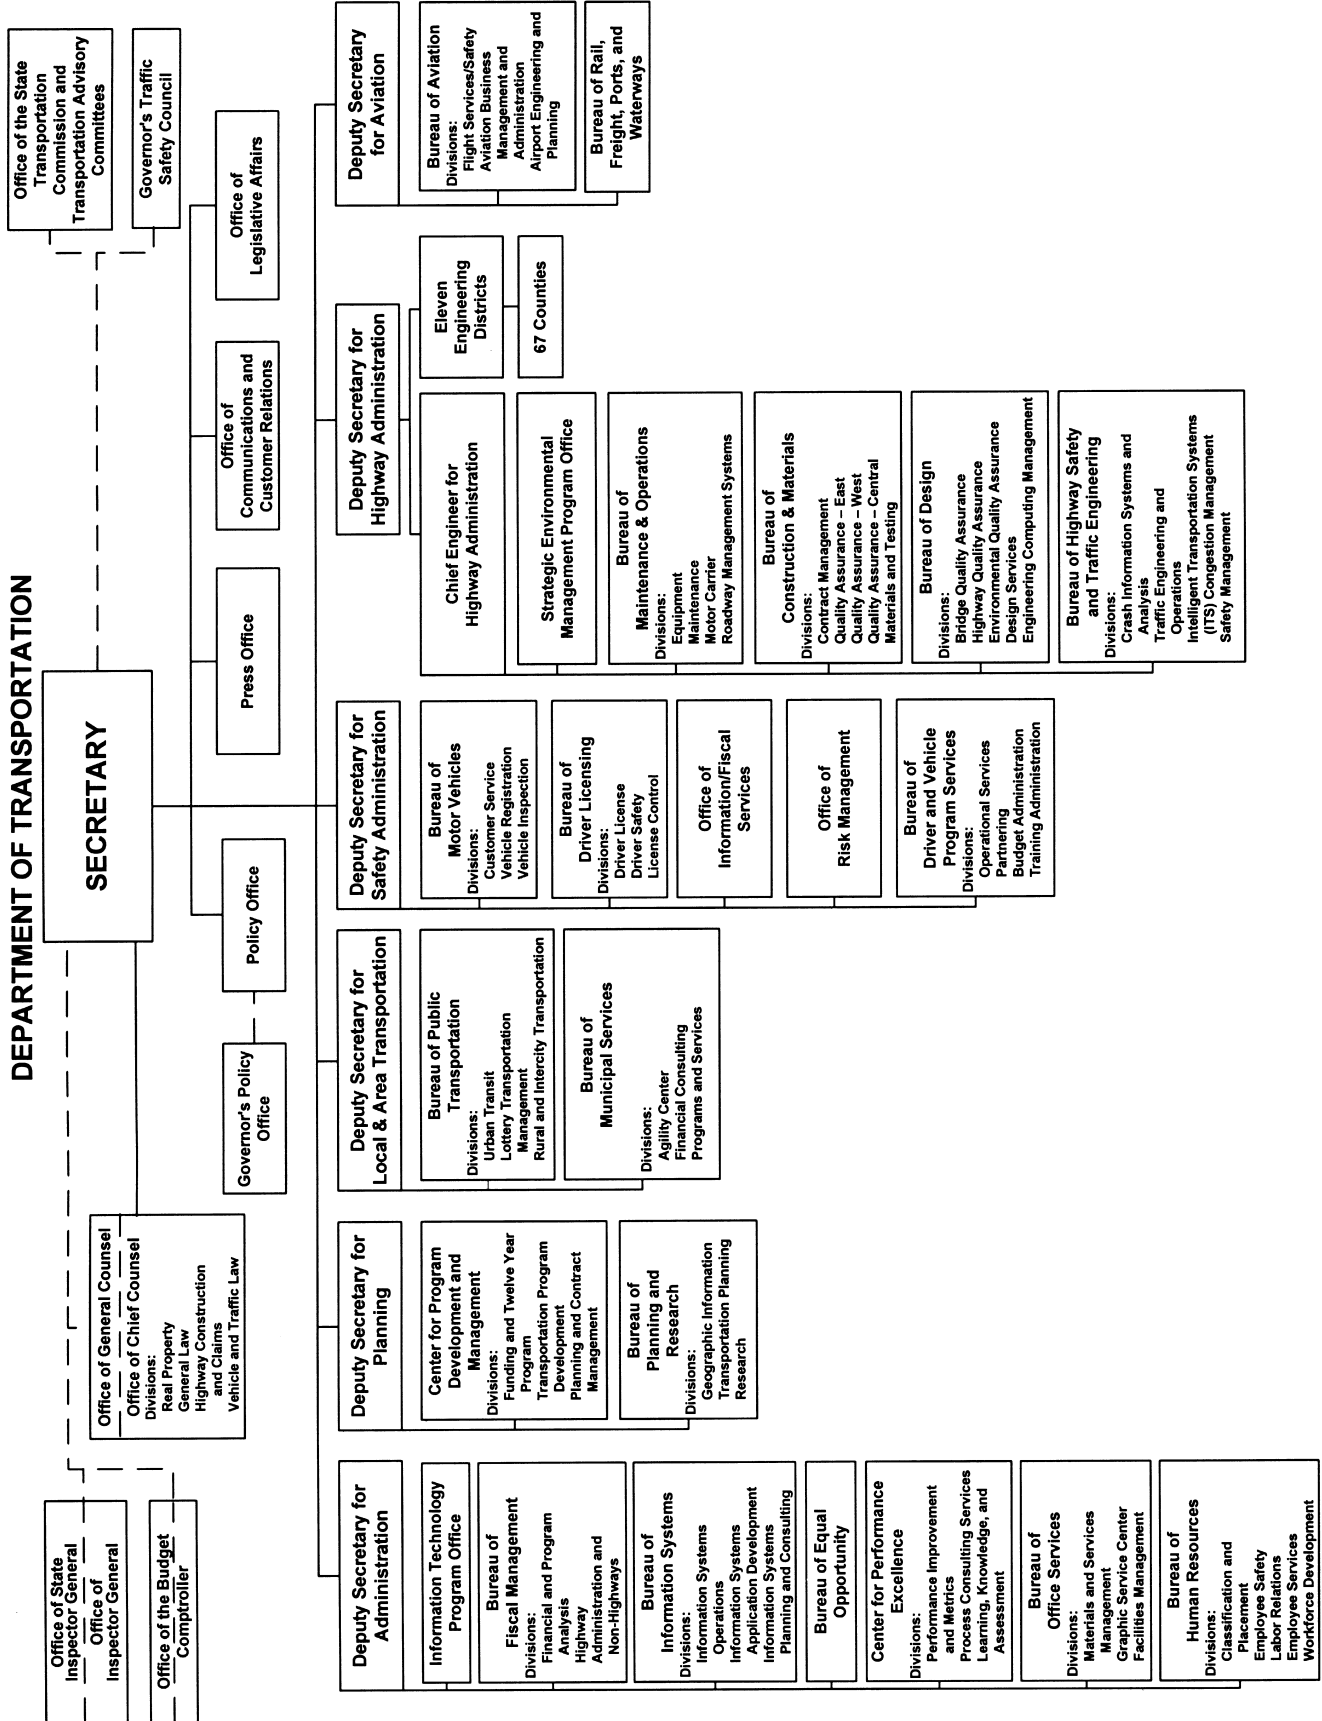 DEPARTMENT OF TRANSPORTATION
Office of State
Inspector General
Office of
Inspector General
Office of the Budget
Comptroller
Office of General Counsel
Office of Chief Counsel
Divisions:
Real Property
General Law
Highway Construction
and Claims
Vehicle and Traffic Law
SECRETARY
Office of the State
Transportation
Commission and
Transportation Advisory
Committees
Governor's Traffic
Safety Council
Governor's Policy
Office
Policy Office
Press Office
Office of
Communications and
Customer Relations
Office of
Legislative Affairs
Deputy Secretary for
Administration
Information Technology
Program Office
Bureau of
Fiscal Management
Divisions:
Financial and Program
Analysis
Highway
Administration and
Non-Highways
Bureau of
Information Systems
Divisions:
Information Systems
Operations
Information Systems
Application Development
Information Systems
Planning and Consulting
Bureau of Equal
Opportunity
Center for Performance
Excellence
Divisions:
Performance Improvement
and Metrics
Process Consulting Services
Learning, Knowledge, and
Assessment
Bureau of
Office Services
Divisions:
Materials and Services
Management
Graphic Service Center
Facilities Management
Bureau of
Human Resources
Divisions:
Classification and
Placement
Employee Safety
Labor Relations
Employee Services
Workforce Development
Deputy Secretary for
Planning
Center for Program
Development and
Management
Divisions:
Funding and Twelve Year
Program
Transportation Program
Development
Planning and Contract
Management
Bureau of
Planning and
Research
Divisions:
Geographic Information
Transportation Planning
Research
Deputy Secretary for
Local & Area Transportation
Bureau of Public
Transportation
Divisions:
Urban Transit
Lottery Transportation
Management
Rural and Intercity Transportation
Bureau of
Municipal Services
Divisions:
Agility Center
Financial Consulting
Programs and Services
Deputy Secretary for
Safety Administration
Bureau of
Motor Vehicles
Divisions:
Customer Service
Vehicle Registration
Vehicle Inspection
Bureau of
Driver Licensing
Divisions:
Driver License
Driver Safety
License Control
Office of
Information/Fiscal
Services
Office of
Risk Management
Bureau of
Driver and Vehicle
Program Services
Divisions:
Operational Services
Partnering
Budget Administration
Training Administration
Deputy Secretary for
Highway Administration
Chief Engineer for
Highway Administration
Strategic Environmental
Management Program Office
Bureau of
Maintenance & Operations
Divisions:
Equipment
Maintenance
Motor Carrier
Roadway Management Systems
Bureau of
Construction & Materials
Divisions:
Contract Management
Quality Assurance – East
Quality Assurance – West
Quality Assurance – Central
Materials and Testing
Bureau of Design
Divisions:
Bridge Quality Assurance
Highway Quality Assurance
Environmental Quality Assurance
Design Services
Engineering Computing Management
Bureau of Highway Safety
and Traffic Engineering
Divisions:
Crash Information Systems and
Analysis
Traffic Engineering and
Operations
Intelligent Transportation Systems
(ITS) Congestion Management
Safety Management
Eleven
Engineering
Districts
67 Counties
Deputy Secretary
for Aviation
Bureau of Aviation
Divisions:
Flight Services/Safety
Aviation Business
Management and
Administration
Airport Engineering and
Planning
Bureau of Rail,
Freight, Ports, and
Waterways